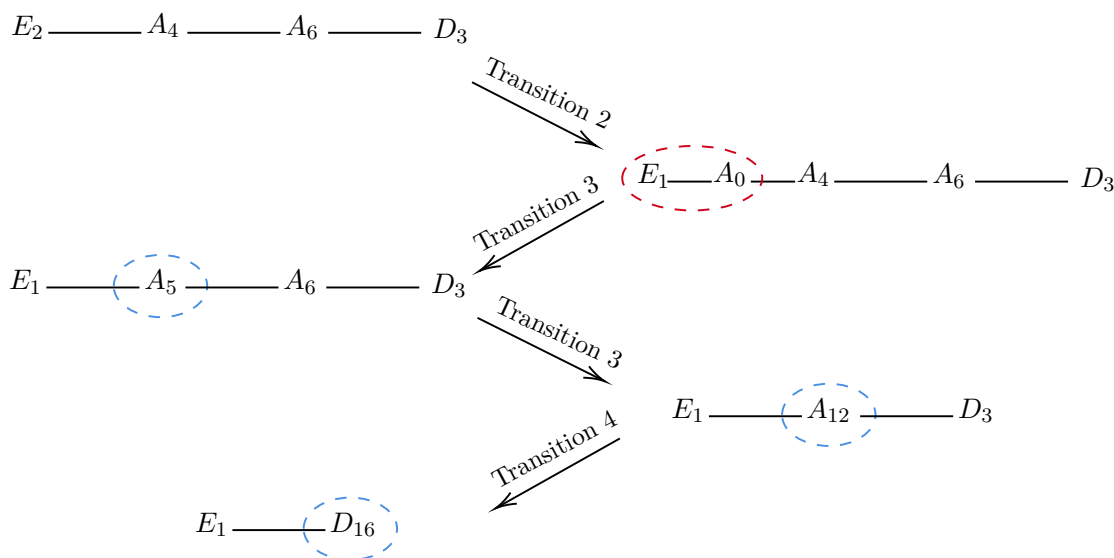 E₂ A₄ A₆ D₃
Transition 2
E₁ A₀ A₄ A₆ D₃
Transition 3
E₁ A₅ A₆ D₃
Transition 3
E₁ A₁₂ D₃
Transition 4
E₁ D₁₆